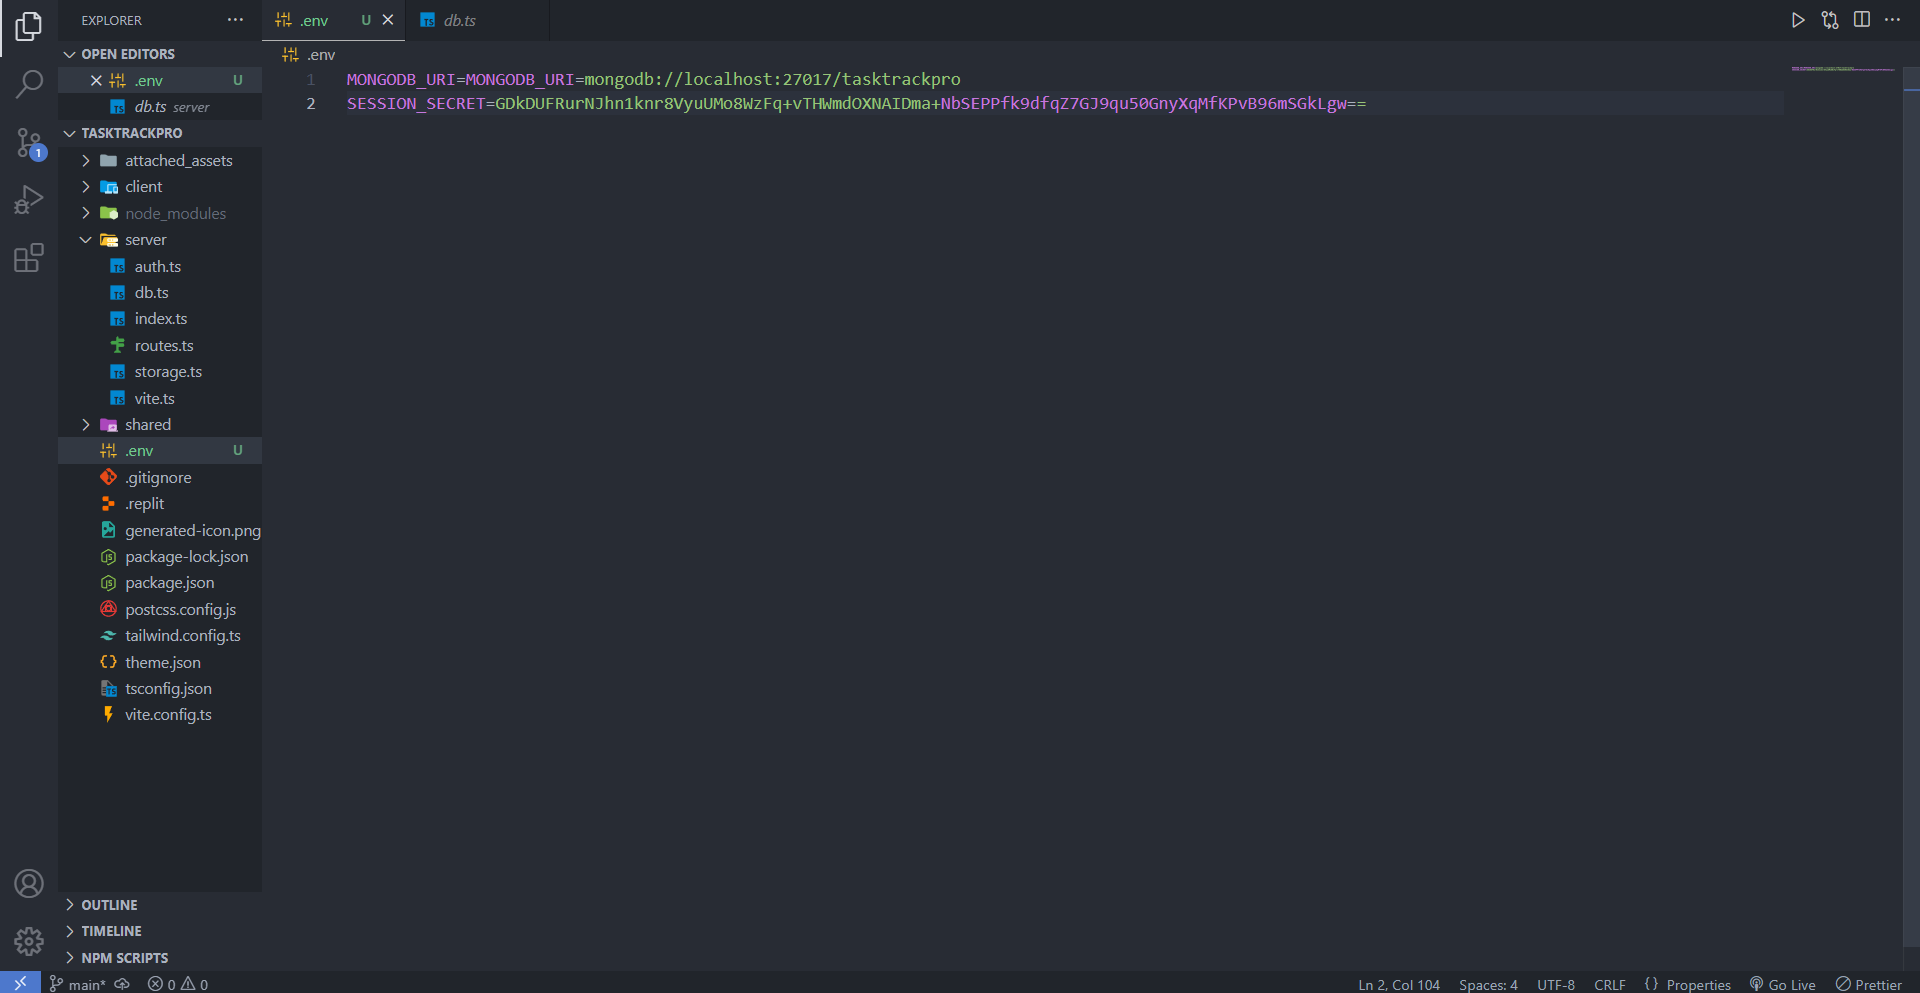 EXPLORER
.env U
db.ts
OPEN EDITORS
.env U
db.ts server
TASKTRACKPRO
attached_assets
client
node_modules
server
auth.ts
db.ts
index.ts
routes.ts
storage.ts
vite.ts
shared
.env U
.gitignore
.replit
generated-icon.png
package-lock.json
package.json
postcss.config.js
tailwind.config.ts
theme.json
tsconfig.json
vite.config.ts
OUTLINE
TIMELINE
NPM SCRIPTS
1
.env
1 MONGODB_URI=MONGODB_URI=mongodb://localhost:27017/tasktrackpro
2 SESSION_SECRET=GDkDUFRurNJhn1knr8VyuUMo8WzFq+vTHWmdOXNAIDma+NbSEPPfk9dfqZ7GJ9qu50GnyXqMfKPvB96mSGkLgw==
main* 0 0 Ln 2, Col 104 Spaces: 4 UTF-8 CRLF {} Properties Go Live Prettier